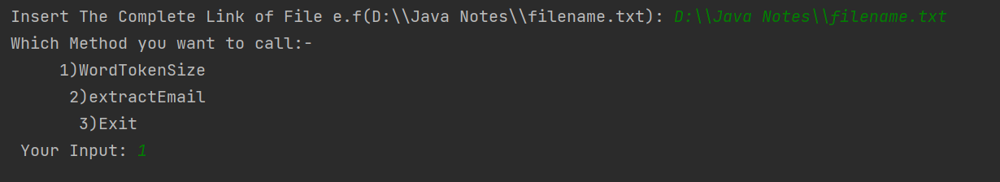 Insert The Complete Link of File e.f(D:\\Java Notes\\filename.txt): D:\\Java Notes\\filename.txt
Which Method you want to call:-
1)WordTokenSize
2)extractEmail
3)Exit
Your Input: 1